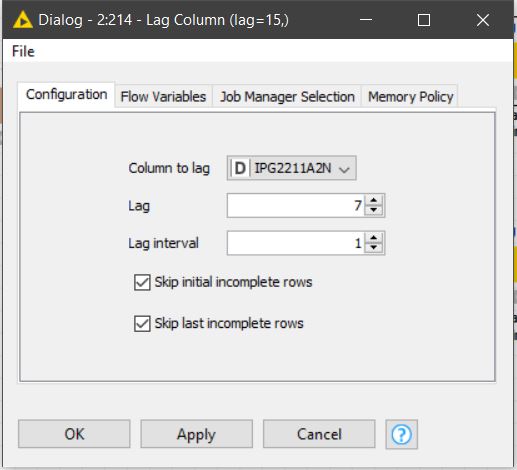 Dialog - 2:214 - Lag Column (lag=15,)
File
Configuration Flow Variables Job Manager Selection Memory Policy
Column to lag D IPG2211A2N
Lag 7
Lag interval 1
Skip initial incomplete rows
Skip last incomplete rows
OK Apply Cancel ?